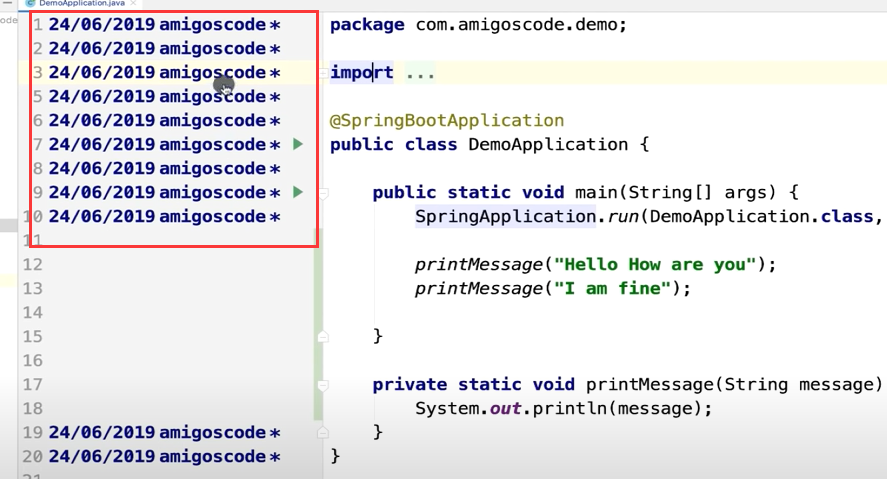 DemoApplication.java
1 24/06/2019 amigoscode * package com.amigoscode.demo;
2 24/06/2019 amigoscode *
3 24/06/2019 amigoscode * import ...
5 24/06/2019 amigoscode *
6 24/06/2019 amigoscode * @SpringBootApplication
7 24/06/2019 amigoscode * public class DemoApplication {
8 24/06/2019 amigoscode *
9 24/06/2019 amigoscode * public static void main(String[] args) {
10 24/06/2019 amigoscode * SpringApplication.run(DemoApplication.class,
11
12 printMessage("Hello How are you");
13 printMessage("I am fine");
14
15 }
16
17 private static void printMessage(String message)
18 System.out.println(message);
19 24/06/2019 amigoscode * }
20 24/06/2019 amigoscode * }
21